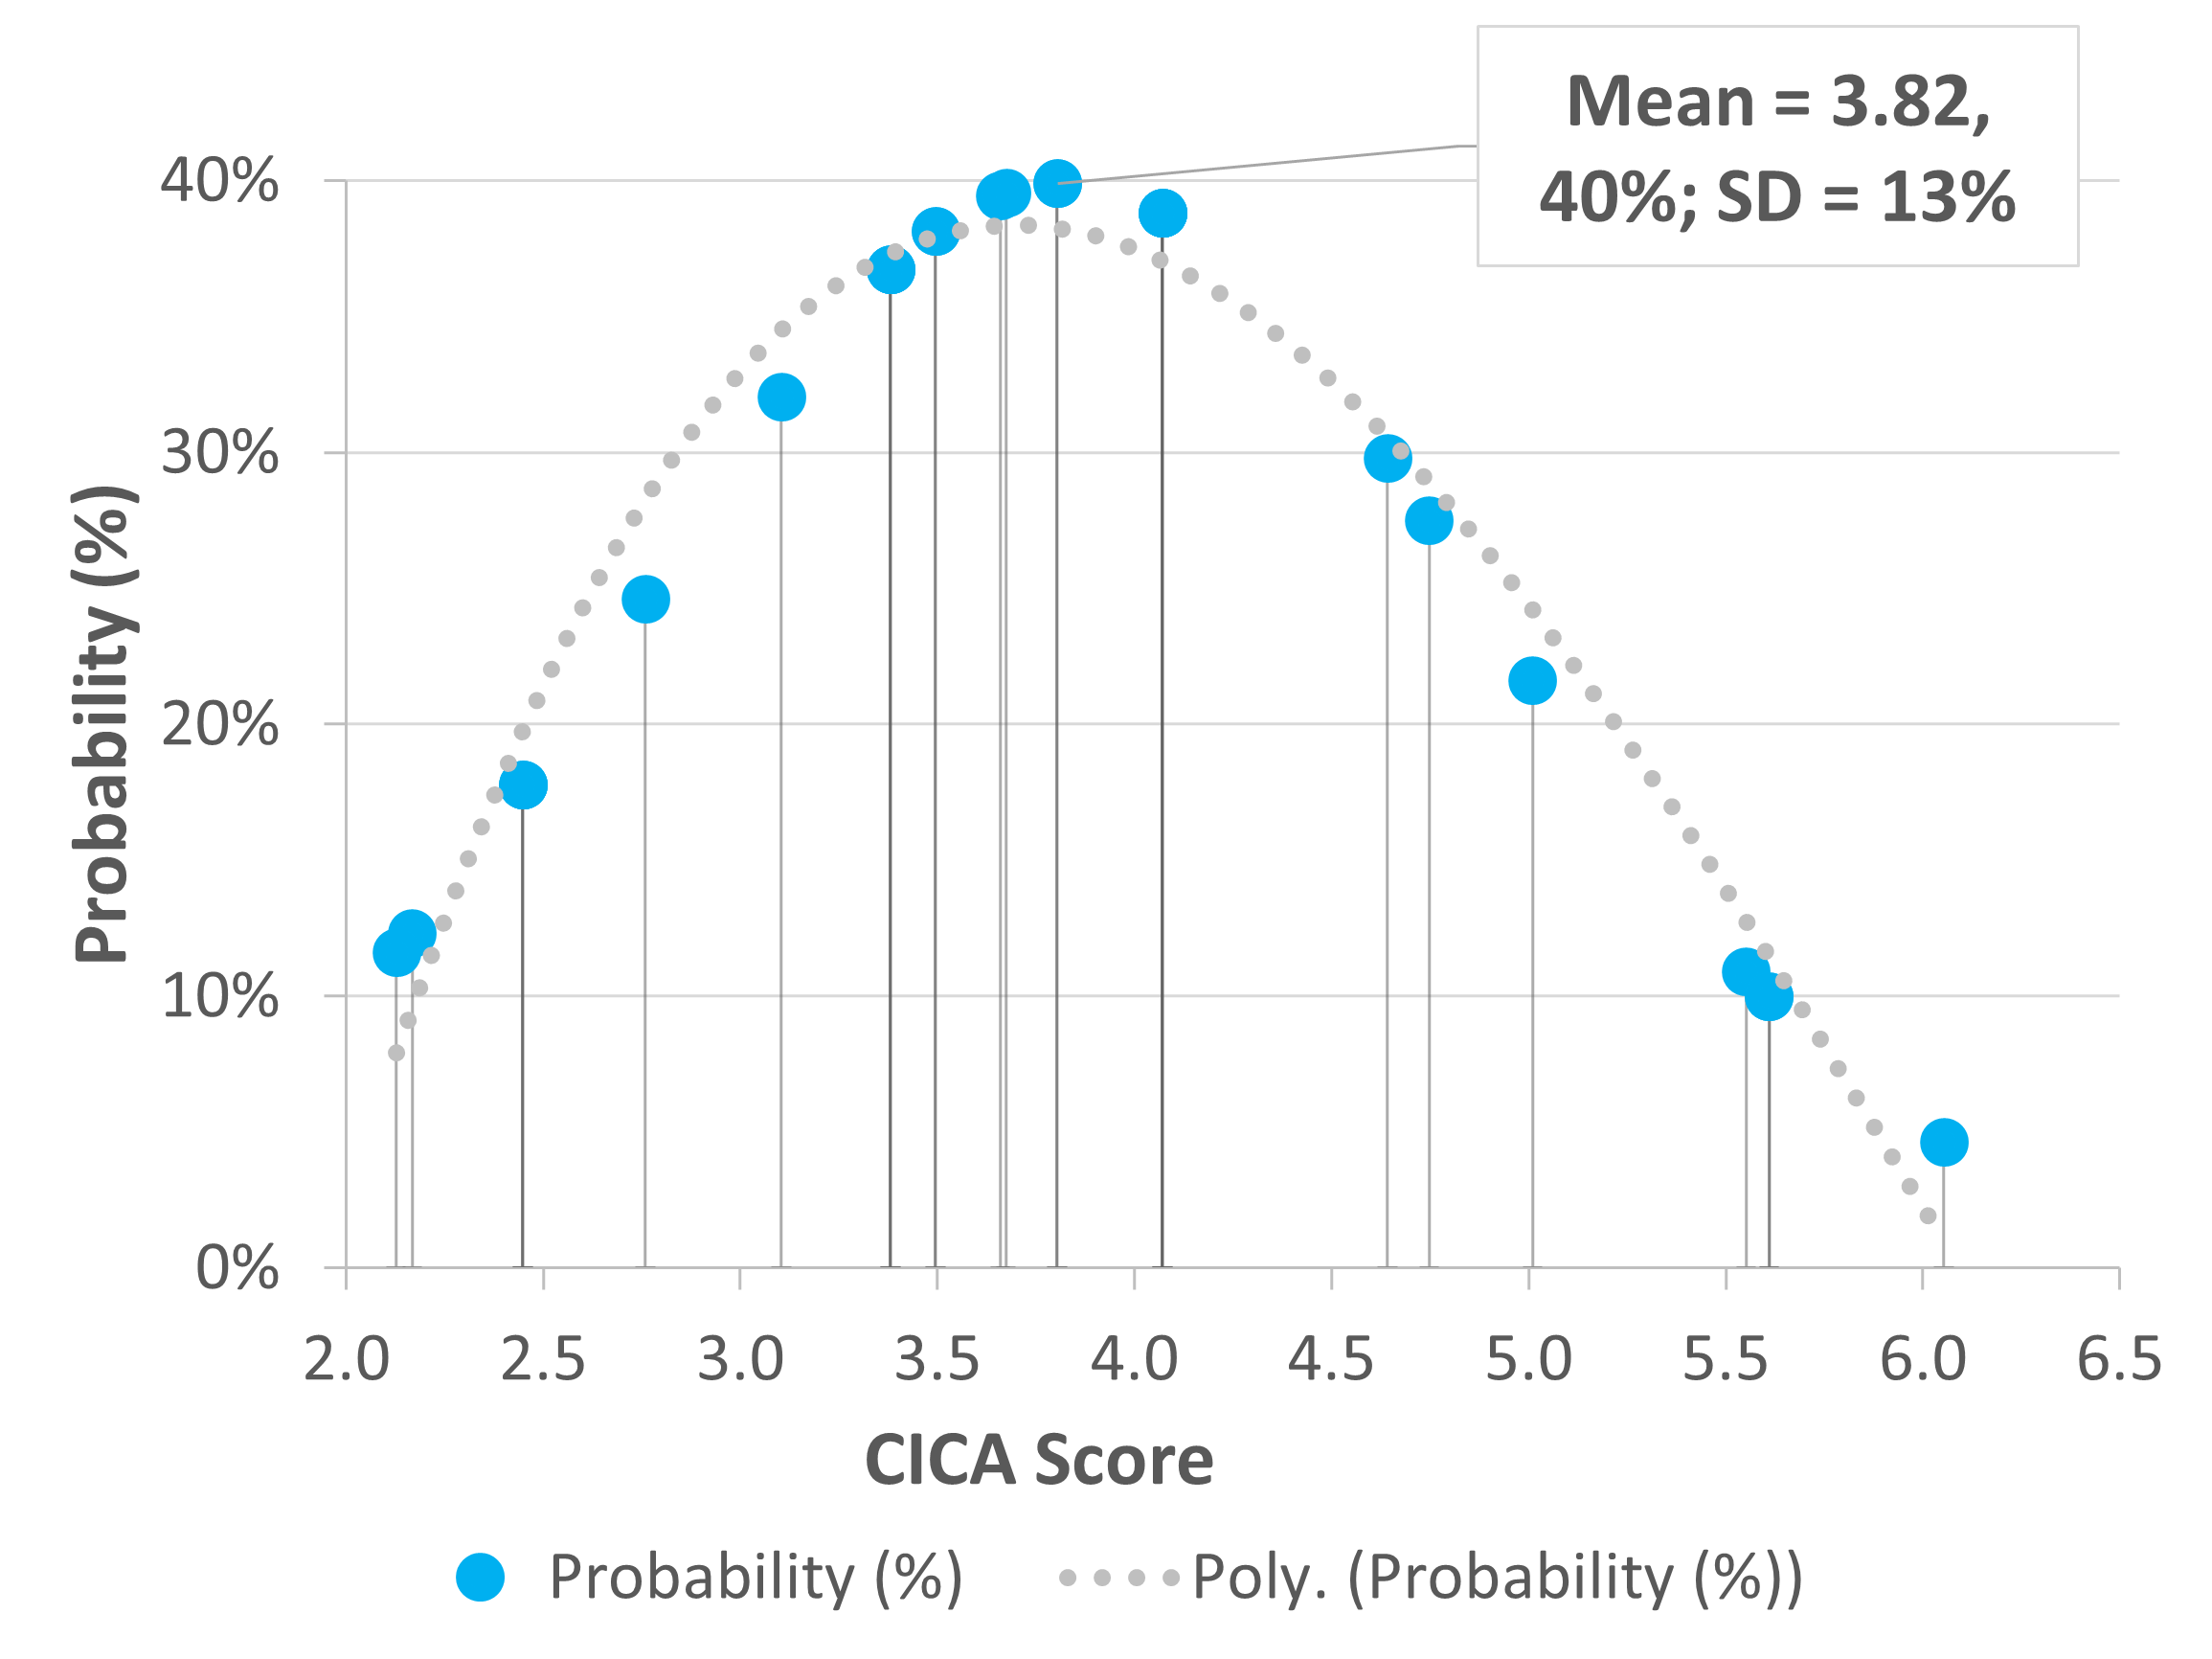 Mean = 3.82,
40%; SD = 13%
40%
30%
20%
10%
0%
Probability (%)
2.0 2.5 3.0 3.5 4.0 4.5 5.0 5.5 6.0 6.5
CICA Score
Probability (%) Poly. (Probability (%))